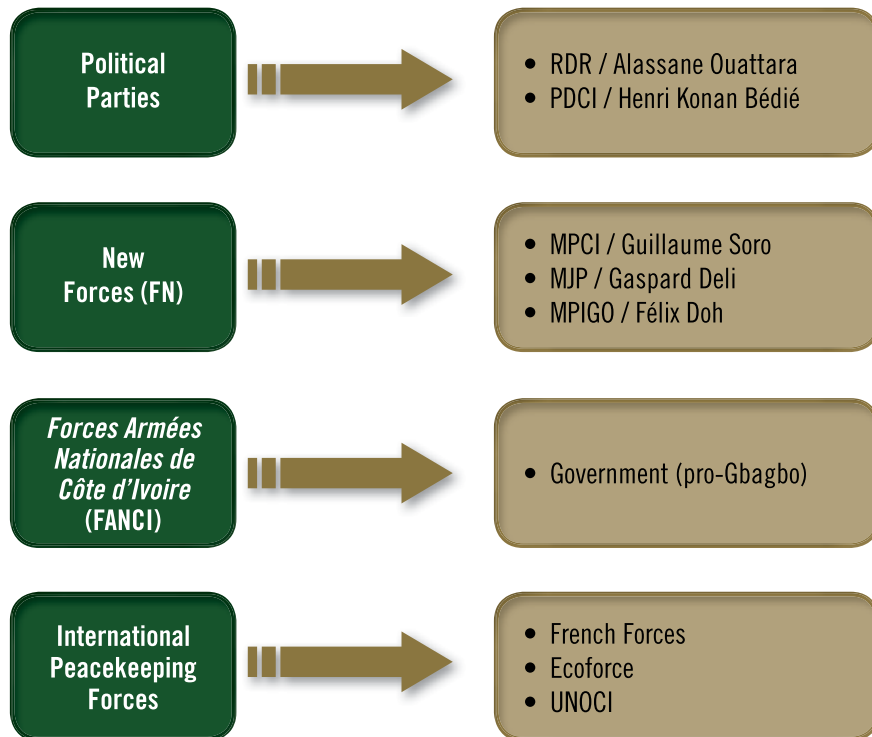 Political
Parties
• RDR / Alassane Ouattara
• PDCI / Henri Konan Bédié
New
Forces (FN)
• MPCI / Guillaume Soro
• MJP / Gaspard Deli
• MPIGO / Félix Doh
Forces Armées
Nationales de
Côte d’Ivoire
(FANCI)
• Government (pro-Gbagbo)
International
Peacekeeping
Forces
• French Forces
• Ecoforce
• UNOCI